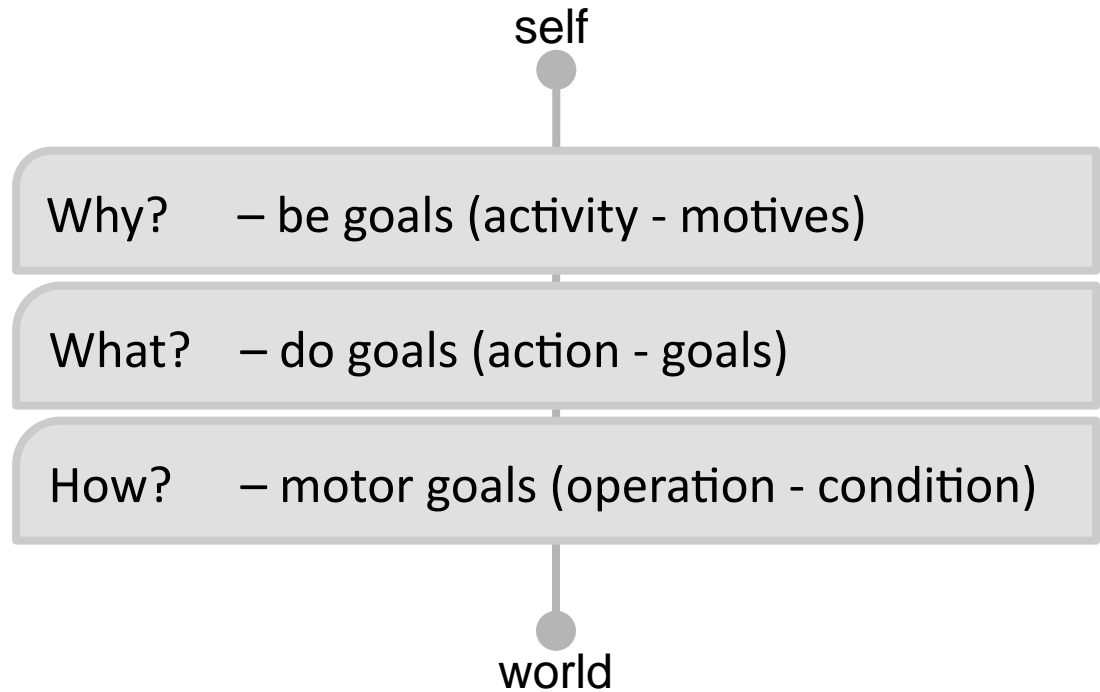 self
Why? – be goals (activity - motives)
What? – do goals (action - goals)
How? – motor goals (operation - condition)
world